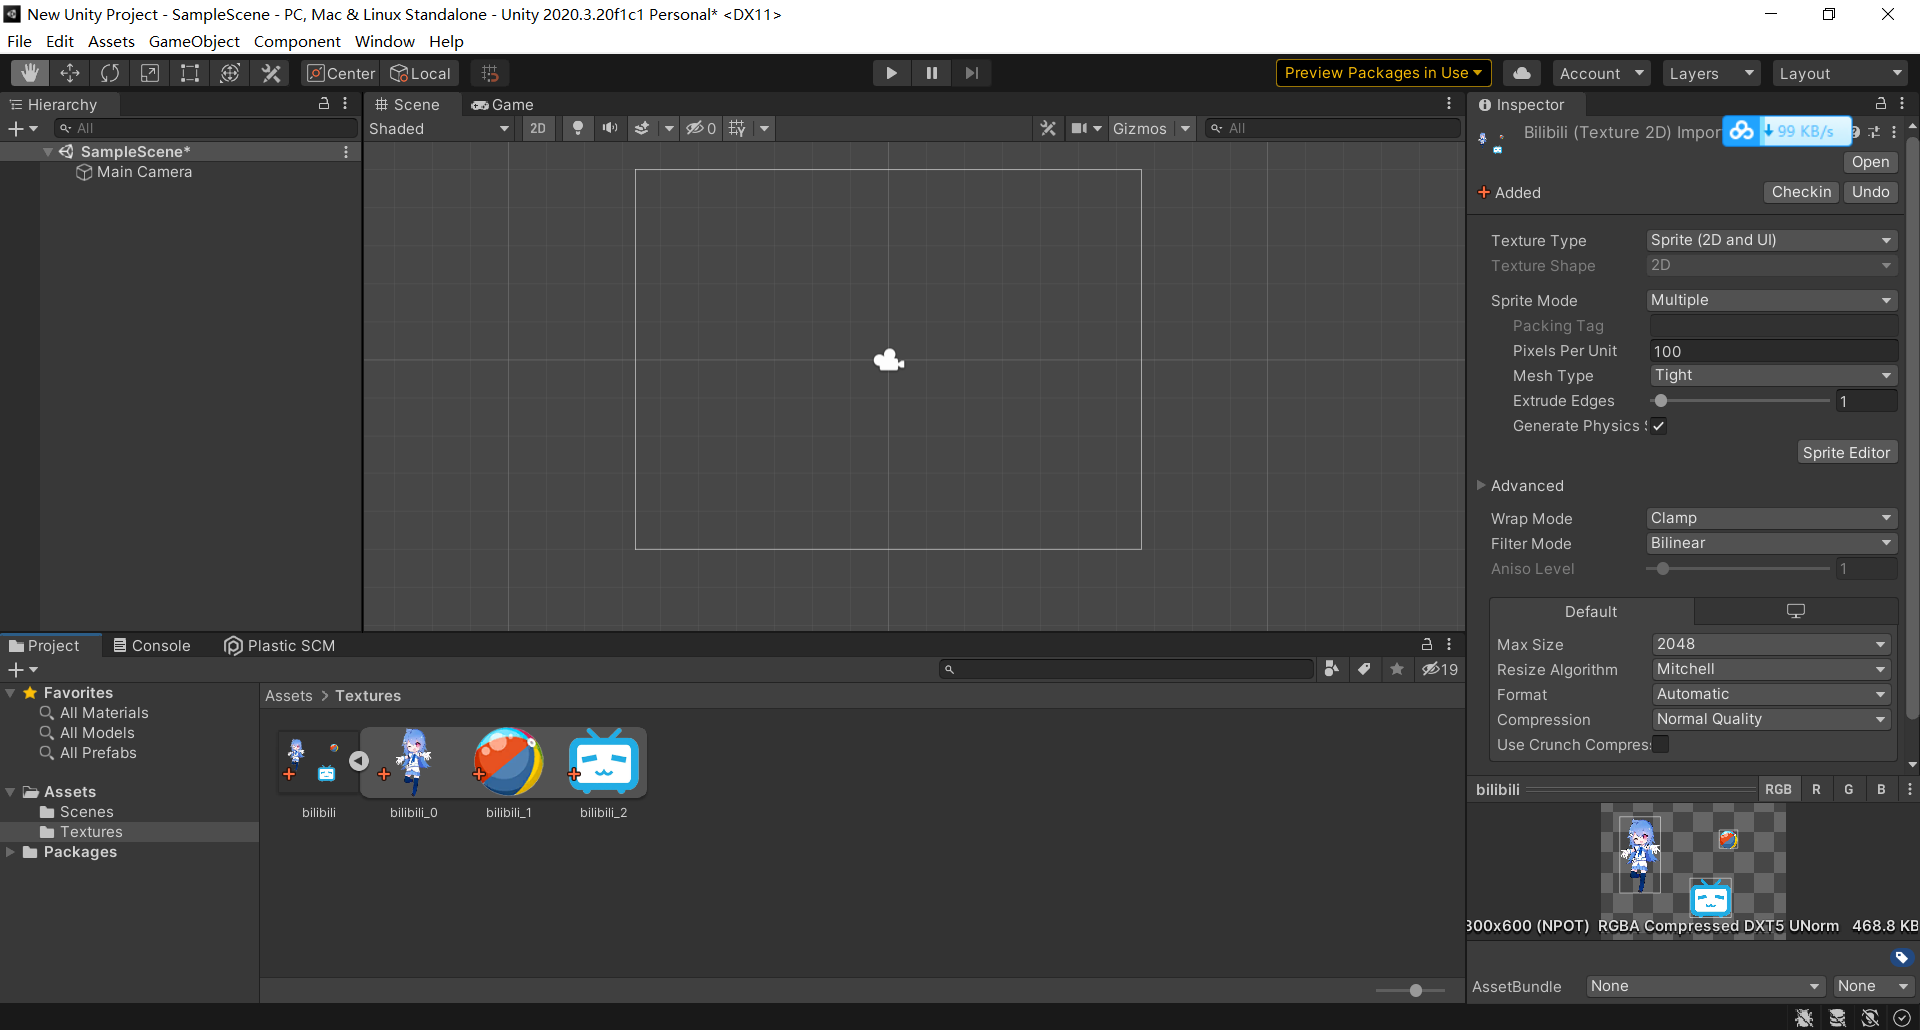 New Unity Project - SampleScene - PC, Mac & Linux Standalone - Unity 2020.3.20f1c1 Personal* <DX11>
File Edit Assets GameObject Component Window Help
Center Local
Preview Packages in Use
Account
Layers
Layout
Hierarchy
All
SampleScene*
Main Camera
Scene
Game
Shaded
2D
0
Gizmos
All
Inspector
Bilibili (Texture 2D) Impor
99 KB/s
Open
Added
Checkin
Undo
Texture Type Sprite (2D and UI)
Texture Shape 2D
Sprite Mode Multiple
Packing Tag
Pixels Per Unit 100
Mesh Type Tight
Extrude Edges 1
Generate Physics
Sprite Editor
Advanced
Wrap Mode Clamp
Filter Mode Bilinear
Aniso Level 1
Default
Max Size 2048
Resize Algorithm Mitchell
Format Automatic
Compression Normal Quality
Use Crunch Compres
Project
Console
Plastic SCM
19
Favorites
All Materials
All Models
All Prefabs
Assets
Scenes
Textures
Packages
Assets > Textures
bilibili
bilibili_0
bilibili_1
bilibili_2
bilibili
RGB R G B
300x600 (NPOT) RGBA Compressed DXT5 UNorm 468.8 KB
AssetBundle None None